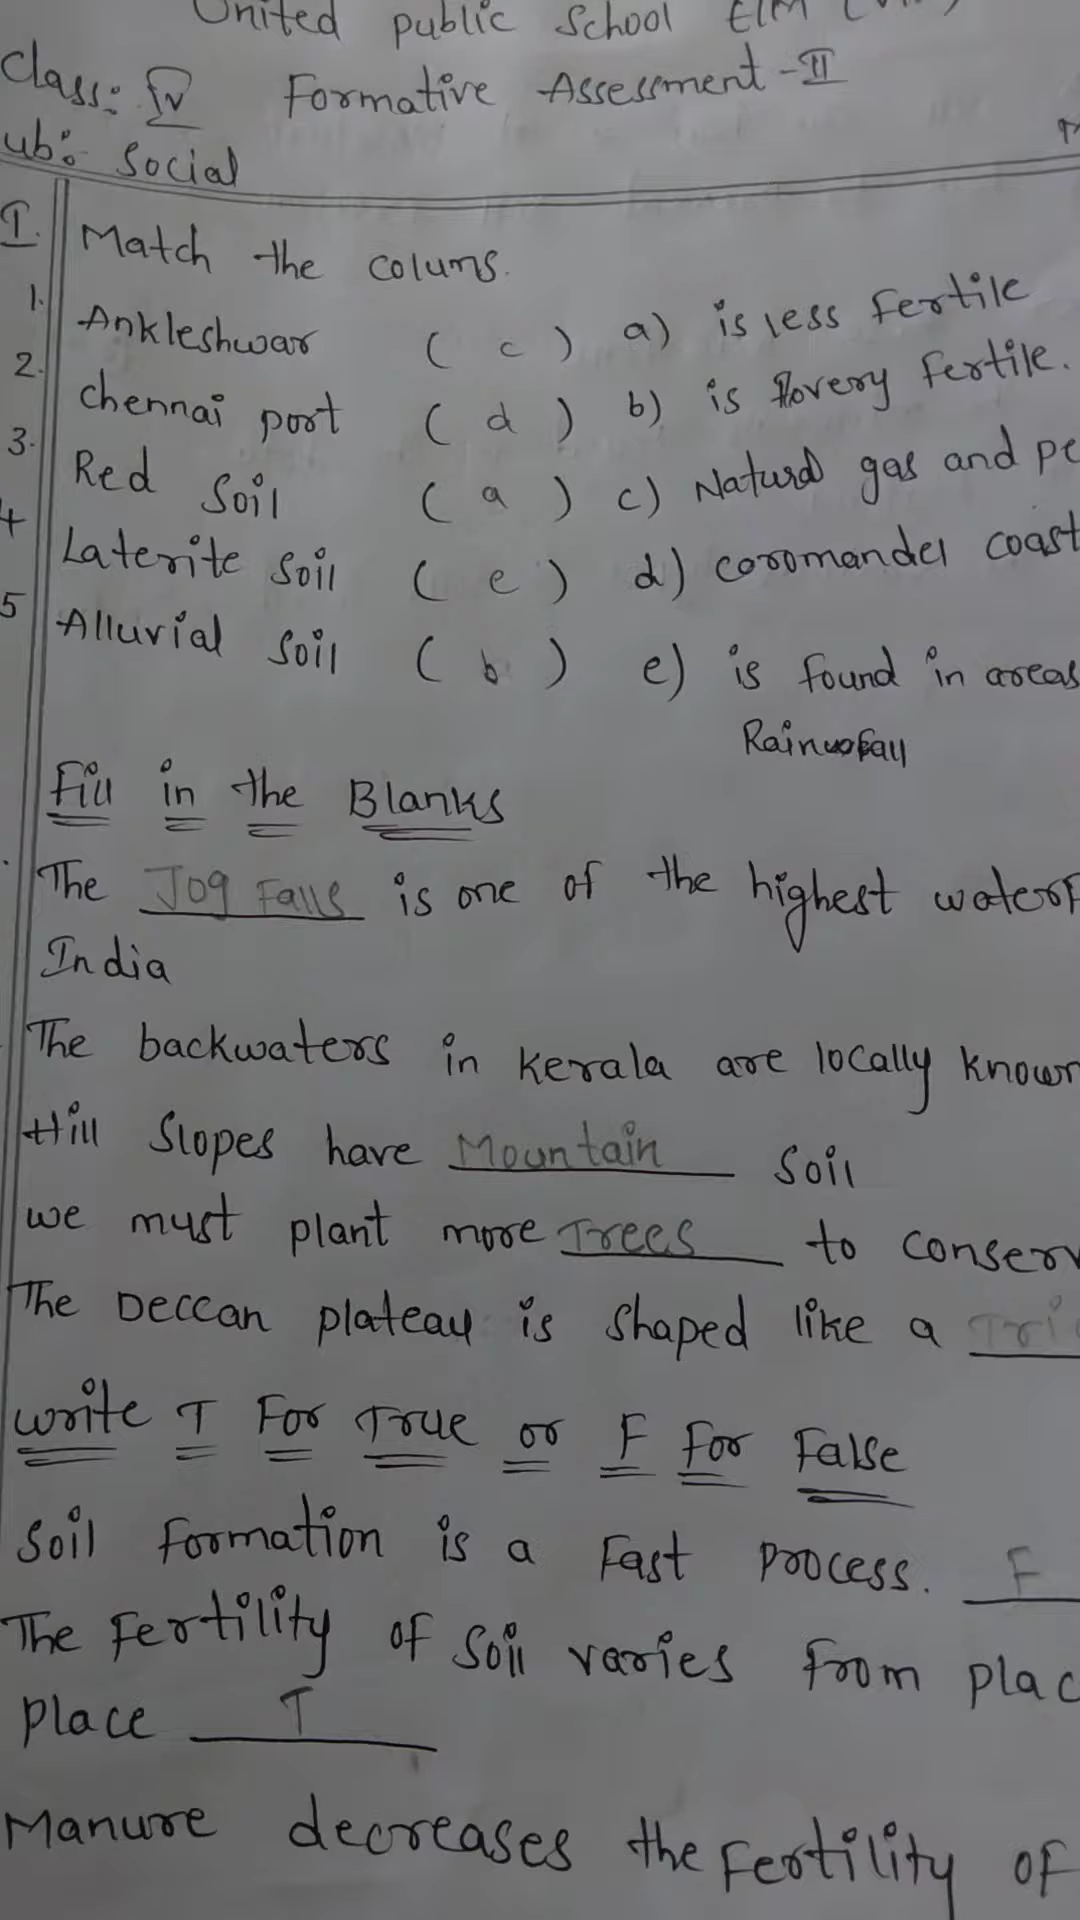 United public School
Class: IV Formative Assessment - II
ub: Social
I. Match the colums.
1. Ankleshwar ( c ) a) is less Fertile
2. Chennai port ( d ) b) is very Fertile.
3. Red Soil ( a ) c) Natural gas and pe
4 Laterite Soil ( e ) d) coromandel coast
5 Alluvial Soil ( b ) e) is found in areas
Rain fall
Fill in the Blanks
The Jog Falls is one of the highest waterf
India
The backwaters in kerala are locally known
Hill Slopes have Mountain Soil
we must plant more Trees to conserv
The Deccan plateau is shaped like a Tri
write T For True or F For False
Soil Formation is a Fast Process. F
The Fertility of Soil varies From plac
place T
Manure decreases the Fertility of